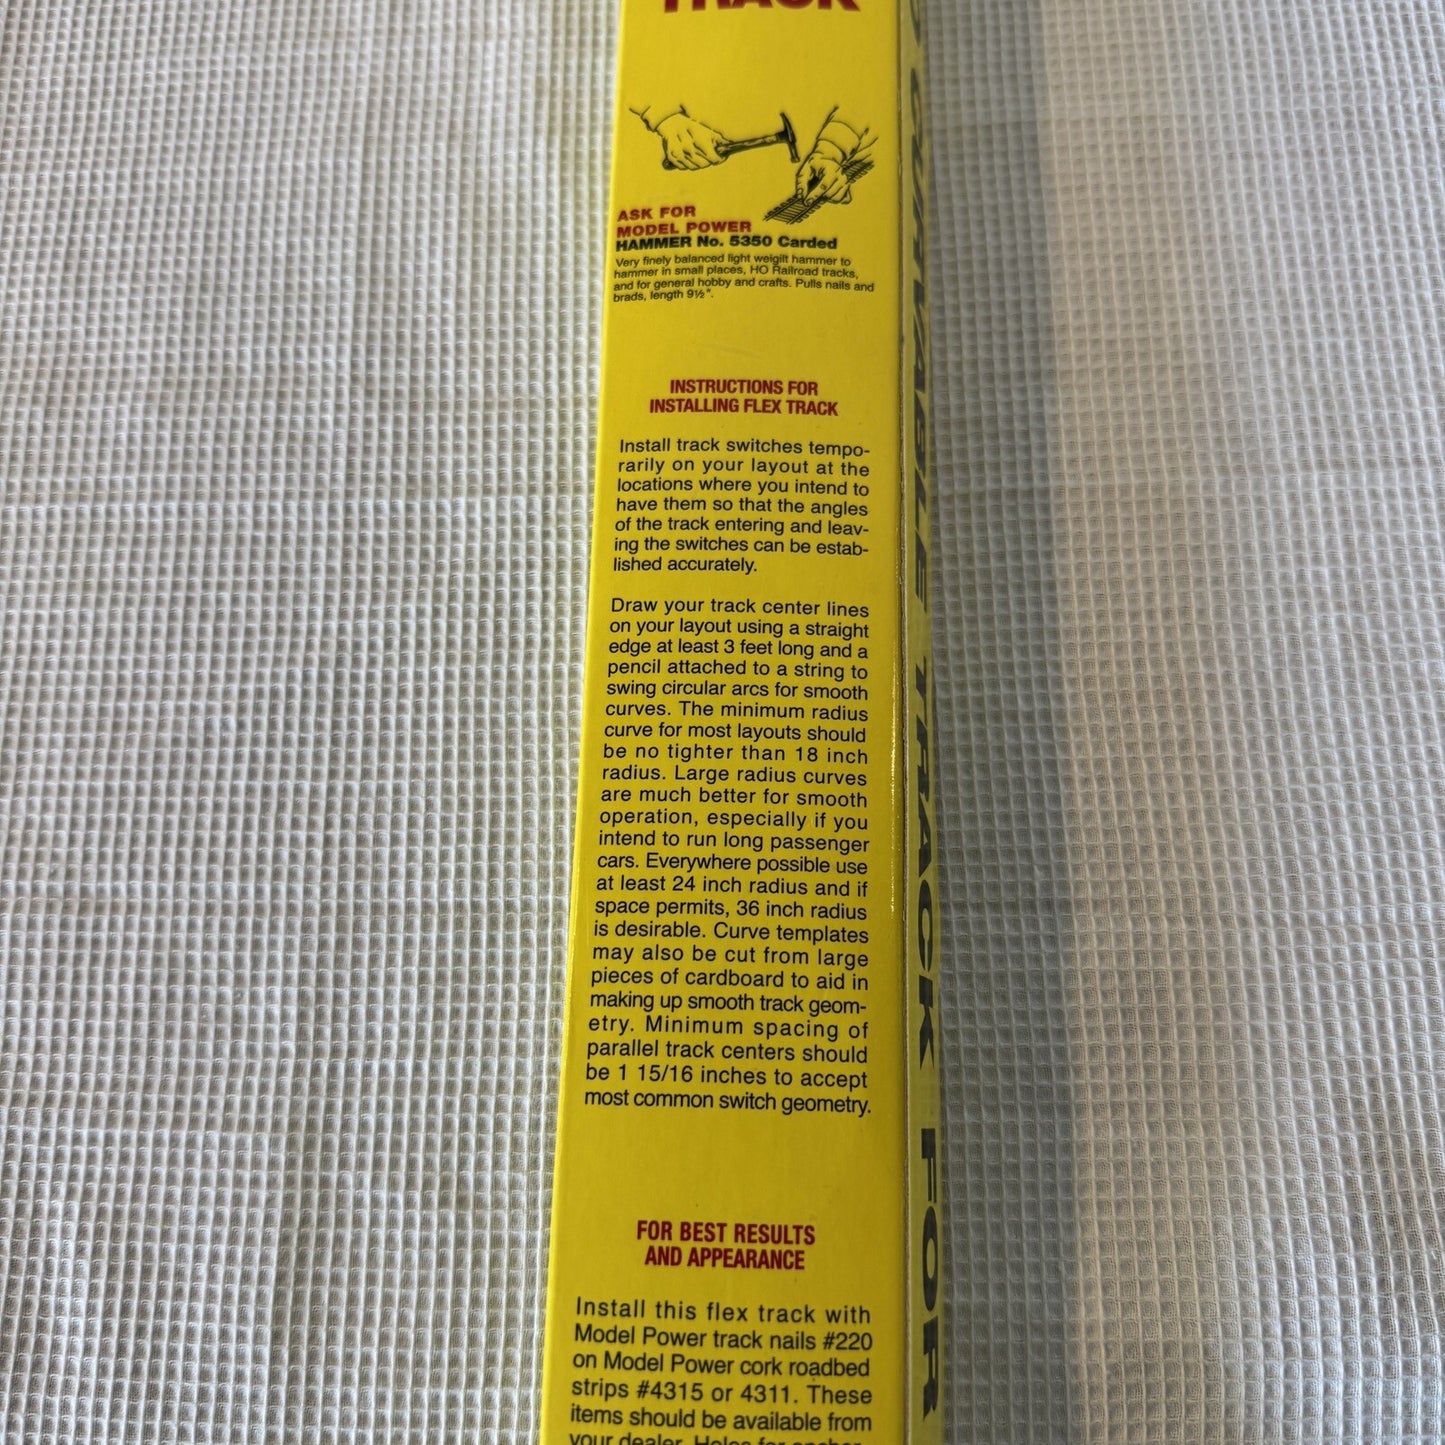 TRACK
ASK FOR
MODEL POWER
HAMMER No. 5350 Carded
Very finely balanced light weigilt hammer to
hammer in small places, HO Railroad tracks,
and for general hobby and crafts. Pulls nails and
brads, length 9½".
INSTRUCTIONS FOR
INSTALLING FLEX TRACK
Install track switches tempo-
rarily on your layout at the
locations where you intend to
have them so that the angles
of the track entering and leav-
ing the switches can be estab-
lished accurately.
Draw your track center lines
on your layout using a straight
edge at least 3 feet long and a
pencil attached to a string to
swing circular arcs for smooth
curves. The minimum radius
curve for most layouts should
be no tighter than 18 inch
radius. Large radius curves
are much better for smooth
operation, especially if you
intend to run long passenger
cars. Everywhere possible use
at least 24 inch radius and if
space permits, 36 inch radius
is desirable. Curve templates
may also be cut from large
pieces of cardboard to aid in
making up smooth track geom-
etry. Minimum spacing of
parallel track centers should
be 1 15/16 inches to accept
most common switch geometry.
FOR BEST RESULTS
AND APPEARANCE
Install this flex track with
Model Power track nails #220
on Model Power cork roadbed
strips #4315 or 4311. These
items should be available from
your dealer. Holes for anchor-
CURVABLE TRACK FOR